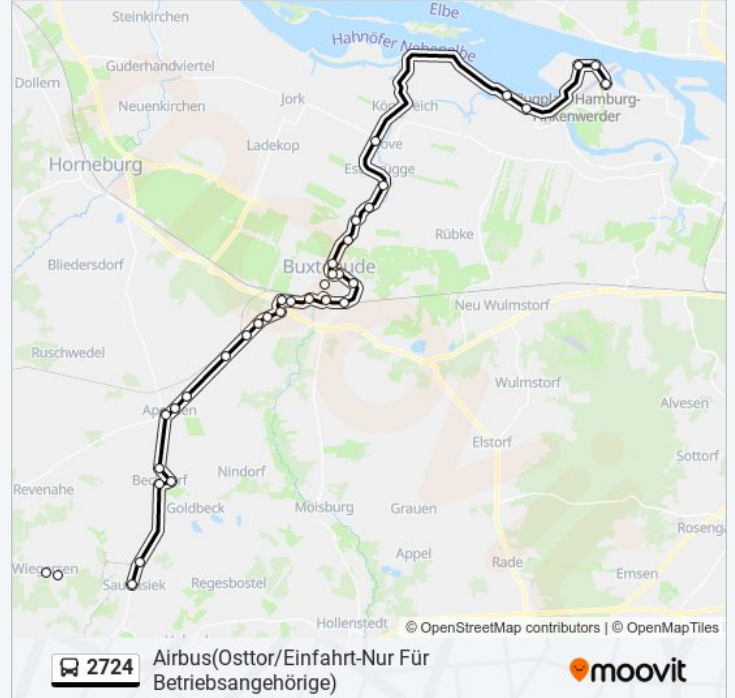 Elbe
Steinkirchen
Hahnöfer Nebenelbe
Guderhandviertel
Dollern
Jork
Hamburg-
Neuenkirchen
Finkenwerder
Ladekop
Horneburg
Rübke
Buxtehude
Bliedersdorf
Neu Wulmstorf
Ruschwedel
Wulmstorf
Alvesen
Elstorf
Sottorf
Nindorf
Revenahe
Goldbeck
Moisburg
Grauen
Rosenga
Appel
Rade
Emsen
Wiegersen
Regesbostel
Hollenstedt
© OpenStreetMap contributors | © OpenMapTiles
2724
Airbus(Osttor/Einfahrt-Nur Für
Betriebsangehörige)
moovit